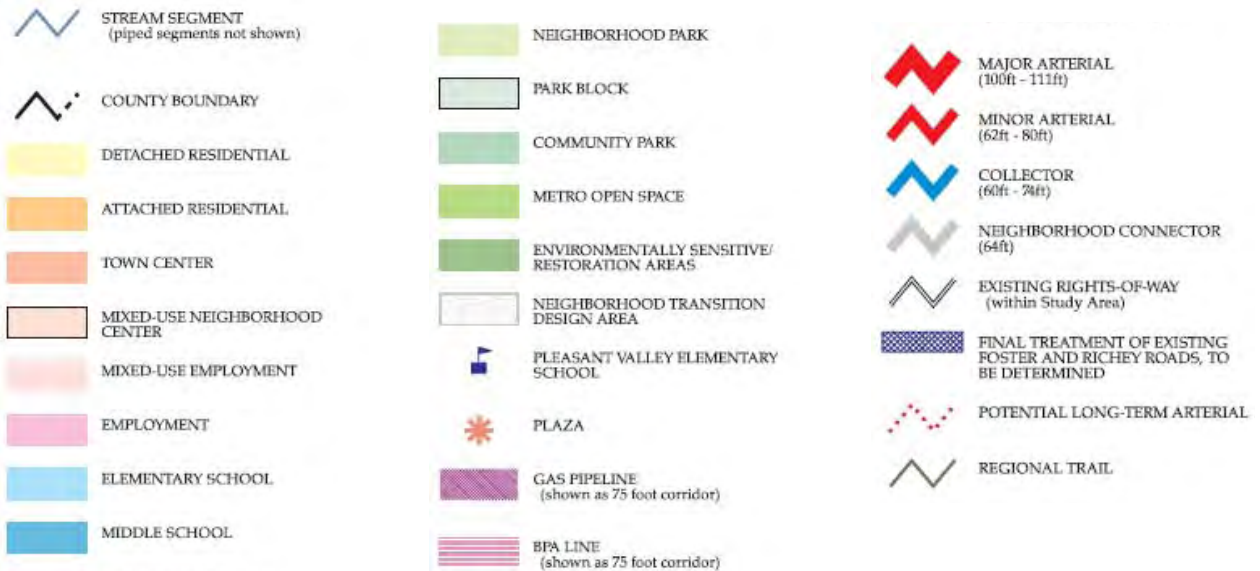 STREAM SEGMENT
(piped segments not shown)
COUNTY BOUNDARY
DETACHED RESIDENTIAL
ATTACHED RESIDENTIAL
TOWN CENTER
MIXED-USE NEIGHBORHOOD
CENTER
MIXED-USE EMPLOYMENT
EMPLOYMENT
ELEMENTARY SCHOOL
MIDDLE SCHOOL
NEIGHBORHOOD PARK
PARK BLOCK
COMMUNITY PARK
METRO OPEN SPACE
ENVIRONMENTALLY SENSITIVE/
RESTORATION AREAS
NEIGHBORHOOD TRANSITION
DESIGN AREA
PLEASANT VALLEY ELEMENTARY
SCHOOL
PLAZA
GAS PIPELINE
(shown as 75 foot corridor)
BPA LINE
(shown as 75 foot corridor)
MAJOR ARTERIAL
(100ft - 111ft)
MINOR ARTERIAL
(62ft - 80ft)
COLLECTOR
(60ft - 74ft)
NEIGHBORHOOD CONNECTOR
(64ft)
EXISTING RIGHTS-OF-WAY
(within Study Area)
FINAL TREATMENT OF EXISTING
FOSTER AND RICHEY ROADS, TO
BE DETERMINED
POTENTIAL LONG-TERM ARTERIAL
REGIONAL TRAIL